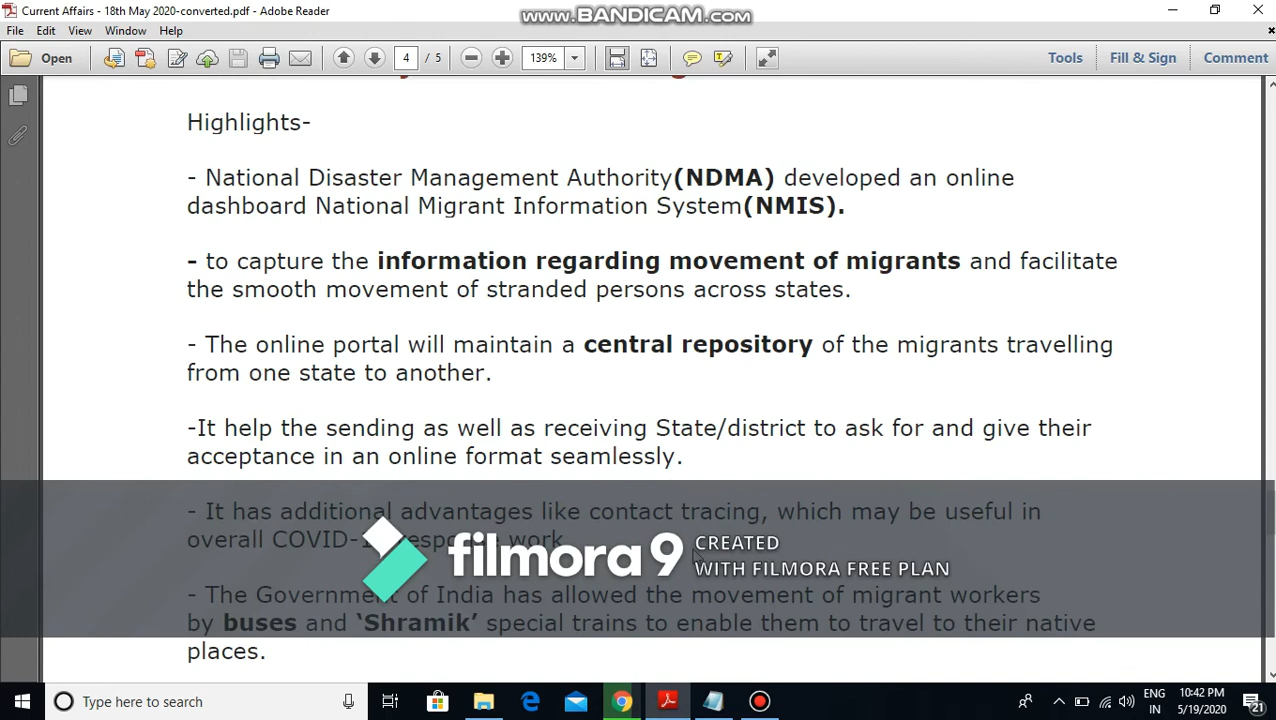 Current Affairs - 18th May 2020-converted.pdf - Adobe Reader
www.BANDICAM.com
File Edit View Window Help
Open 4 / 5 139% Tools Fill & Sign Comment
Highlights-
- National Disaster Management Authority(NDMA) developed an online
dashboard National Migrant Information System(NMIS).
- to capture the information regarding movement of migrants and facilitate
the smooth movement of stranded persons across states.
- The online portal will maintain a central repository of the migrants travelling
from one state to another.
-It help the sending as well as receiving State/district to ask for and give their
acceptance in an online format seamlessly.
- It has additional advantages like contact tracing, which may be useful in
overall COVID- work.
filmora 9 CREATED
WITH FILMORA FREE PLAN
- The Government of India has allowed the movement of migrant workers
by buses and ‘Shramik’ special trains to enable them to travel to their native
places.
Type here to search
ENG
IN
10:42 PM
5/19/2020
21